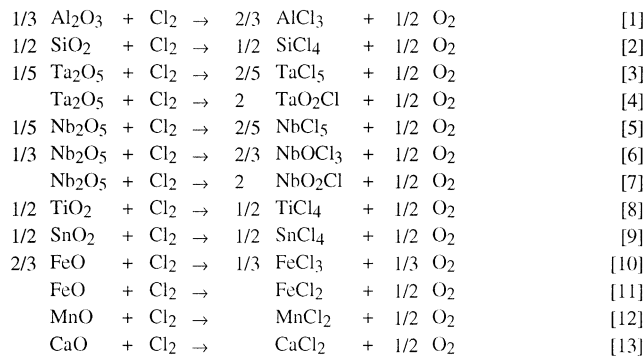 1/3 Al2O3 + Cl2 → 2/3 AlCl3 + 1/2 O2 [1]
1/2 SiO2 + Cl2 → 1/2 SiCl4 + 1/2 O2 [2]
1/5 Ta2O5 + Cl2 → 2/5 TaCl5 + 1/2 O2 [3]
Ta2O5 + Cl2 → 2 TaO2Cl + 1/2 O2 [4]
1/5 Nb2O5 + Cl2 → 2/5 NbCl5 + 1/2 O2 [5]
1/3 Nb2O5 + Cl2 → 2/3 NbOCl3 + 1/2 O2 [6]
Nb2O5 + Cl2 → 2 NbO2Cl + 1/2 O2 [7]
1/2 TiO2 + Cl2 → 1/2 TiCl4 + 1/2 O2 [8]
1/2 SnO2 + Cl2 → 1/2 SnCl4 + 1/2 O2 [9]
2/3 FeO + Cl2 → 1/3 FeCl3 + 1/3 O2 [10]
FeO + Cl2 → FeCl2 + 1/2 O2 [11]
MnO + Cl2 → MnCl2 + 1/2 O2 [12]
CaO + Cl2 → CaCl2 + 1/2 O2 [13]